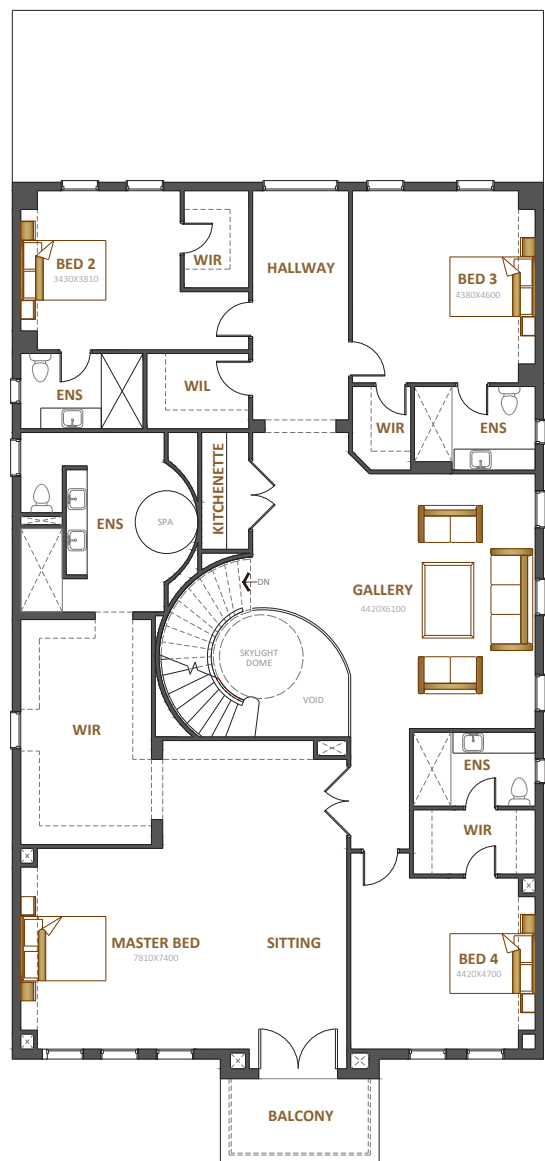 BED 2
3430X3810
WIR
HALLWAY
BED 3
4380X4600
ENS
WIL
WIR
ENS
KITCHENETTE
ENS
SPA
DN
GALLERY
4420X6100
SKYLIGHT
DOME
VOID
WIR
ENS
WIR
MASTER BED
7810X7400
SITTING
BED 4
4420X4700
BALCONY